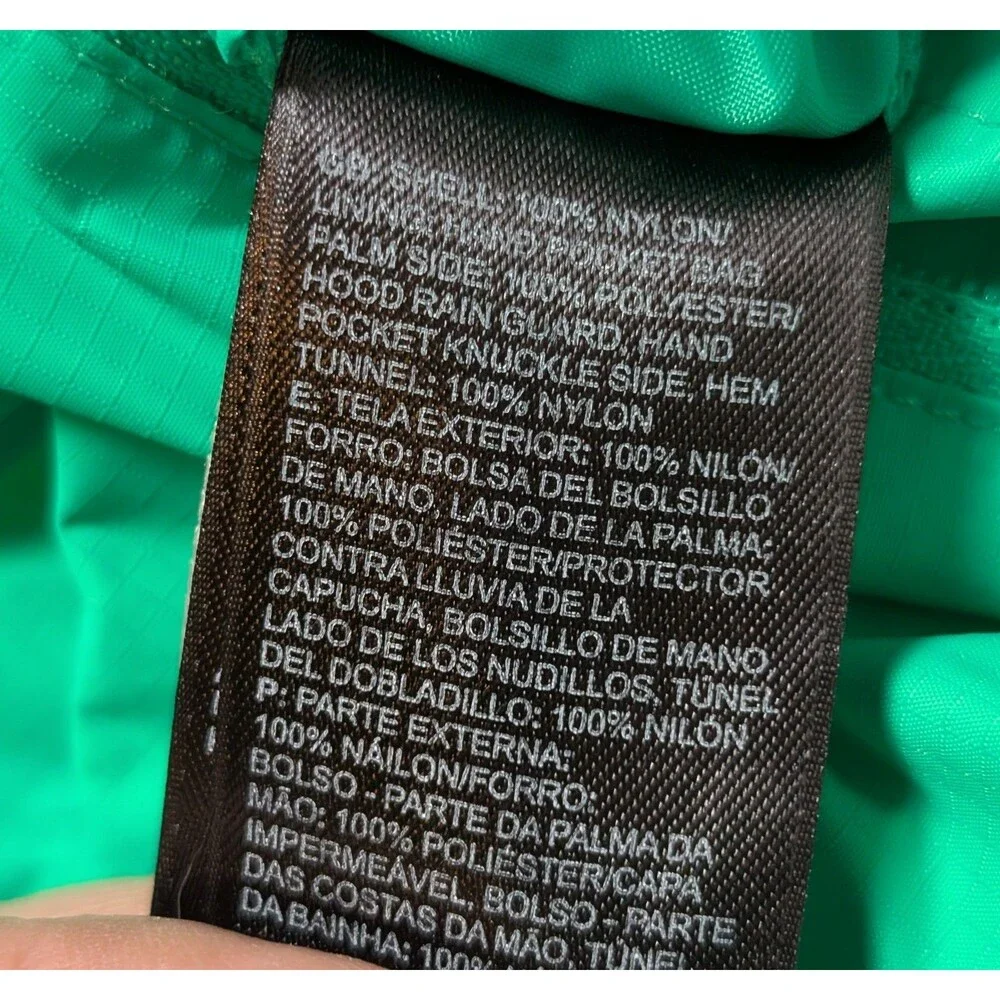 GB/ SHELL: 100% NYLON/
LINING: HAND POCKET BAG
PALM SIDE: 100% POLYESTER/
HOOD RAIN GUARD, HAND
POCKET KNUCKLE SIDE, HEM
TUNNEL: 100% NYLON
E: TELA EXTERIOR: 100% NILÓN/
FORRO: BOLSA DEL BOLSILLO
DE MANO, LADO DE LA PALMA:
100% POLIÉSTER/PROTECTOR
CONTRA LLUVIA DE LA
CAPUCHA, BOLSILLO DE MANO
LADO DE LOS NUDILLOS, TÚNEL
DEL DOBLADILLO: 100% NILÓN
P: PARTE EXTERNA:
100% NÁILON/FORRO:
BOLSO - PARTE DA PALMA DA
MÃO: 100% POLIÉSTER/CAPA
IMPERMEÁVEL, BOLSO - PARTE
DAS COSTAS DA MÃO, TÚNEL
DA BAINHA: 100%